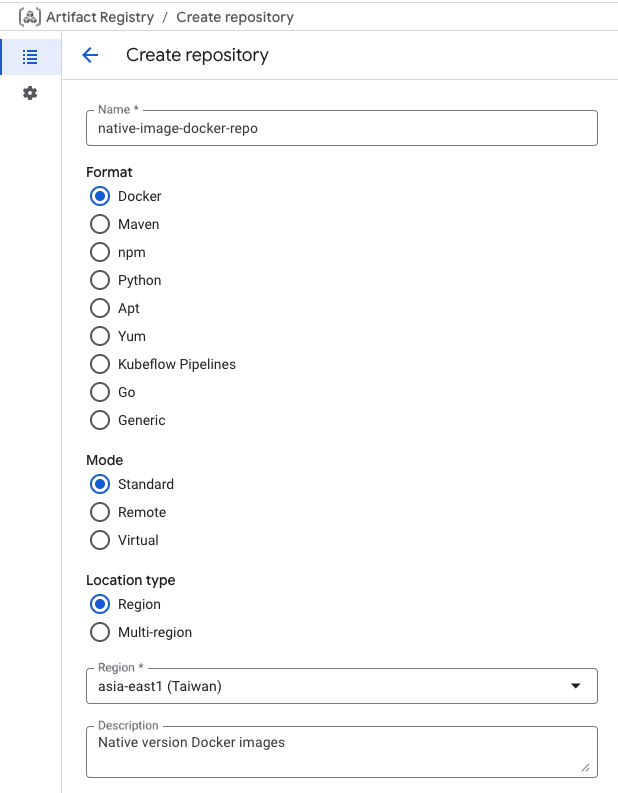 Artifact Registry / Create repository
Create repository
Name *
native-image-docker-repo
Format
Docker
Maven
npm
Python
Apt
Yum
Kubeflow Pipelines
Go
Generic
Mode
Standard
Remote
Virtual
Location type
Region
Multi-region
Region *
asia-east1 (Taiwan)
Description
Native version Docker images